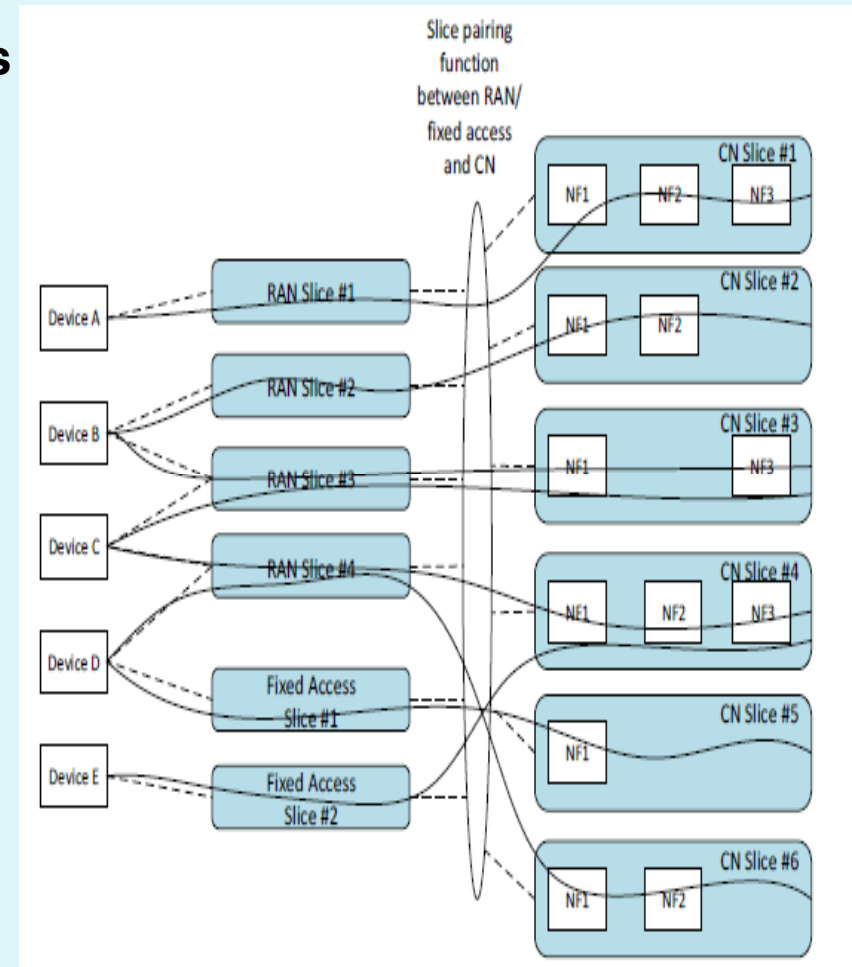 s
Slice pairing
function
between RAN/
fixed access
and CN
CN Slice #1
NF1 NF2 NF3
RAN Slice #1
Device A
CN Slice #2
NF1 NF2
RAN Slice #2
Device B
CN Slice #3
NF1 NF3
RAN Slice #3
Device C
RAN Slice #4
CN Slice #4
NF1 NF2 NF3
Device D
Fixed Access
Slice #1
CN Slice #5
NF1
Device E
Fixed Access
Slice #2
CN Slice #6
NF1 NF2